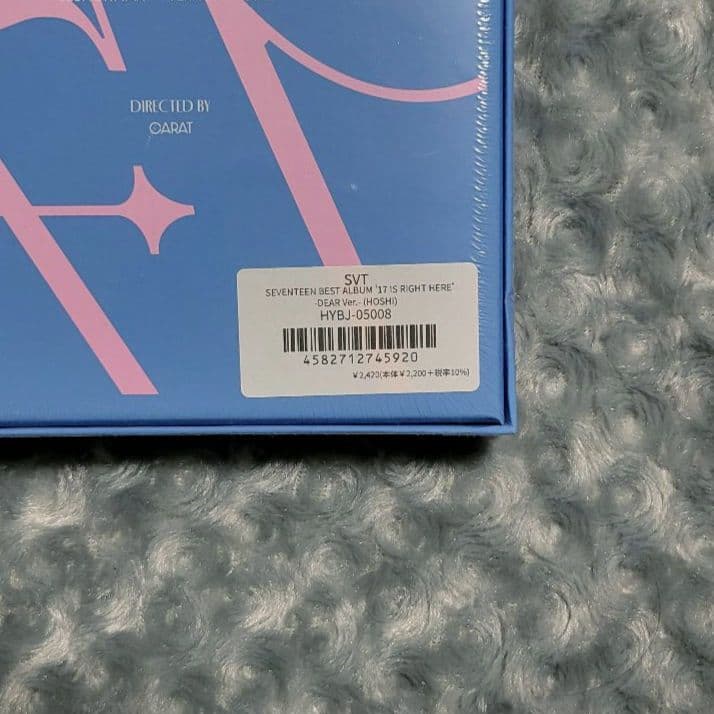 DIRECTED BY
CARAT
SVT
SEVENTEEN BEST ALBUM '17 IS RIGHT HERE'
-DEAR Ver.- (HOSHI)
HYBJ-05008
4582712745920
¥2,420(本体¥2,200+税率10%)